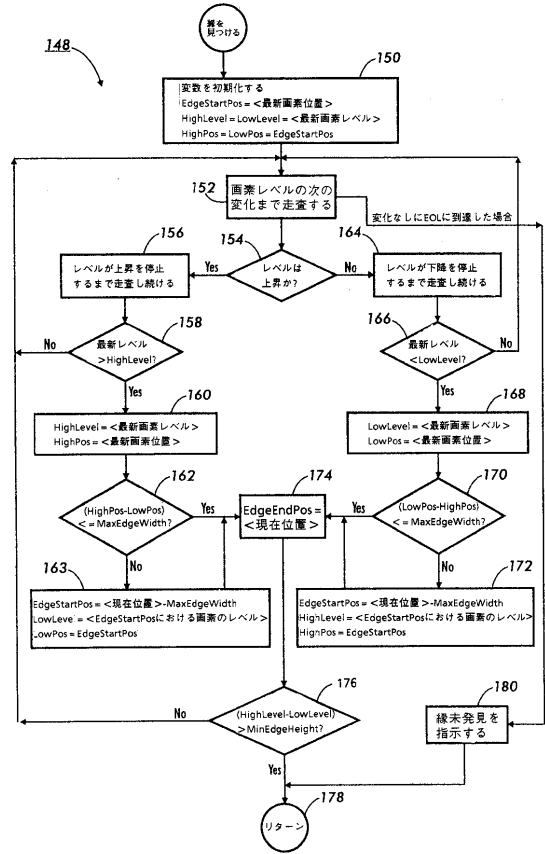 縁を
見つける
148
150
変数を初期化する
EdgeStartPos=<最新画素位置>
HighLevel=LowLevel=<最新画素レベル>
HighPos=LowPos=EdgeStartPos
152
画素レベルの次の
変化まで走査する
変化なしにEOLに到達した場合
156
レベルが上昇を停止
するまで走査し続ける
154
レベルは
上昇か?
Yes
No
164
レベルが下降を停止
するまで走査し続ける
158
最新レベル
>HighLevel?
No
Yes
166
最新レベル
<LowLevel?
No
Yes
160
HighLevel=<最新画素レベル>
HighPos=<最新画素位置>
168
LowLevel=<最新画素レベル>
LowPos=<最新画素位置>
162
(HighPos-LowPos)
<=MaxEdgeWidth?
Yes
No
174
EdgeEndPos=
<現在位置>
170
(LowPos-HighPos)
<=MaxEdgeWidth?
Yes
No
163
EdgeStartPos=<現在位置>-MaxEdgeWidth
LowLevel=<EdgeStartPosにおける画素のレベル>
LowPos=EdgeStartPos
172
EdgeStartPos=<現在位置>-MaxEdgeWidth
HighLevel=<EdgeStartPosにおける画素のレベル>
HighPos=EdgeStartPos
176
(HighLevel-LowLevel)
>MinEdgeHeight?
No
Yes
180
縁未発見を
指示する
178
リターン